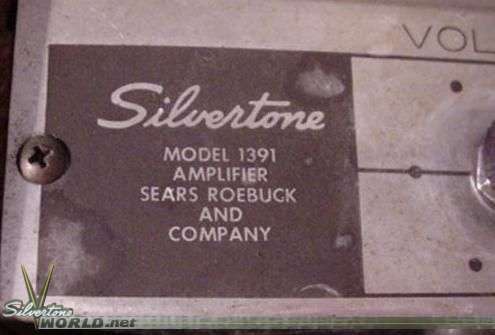 VOL
Silvertone
MODEL 1391
AMPLIFIER
SEARS ROEBUCK
AND
COMPANY
Silvertone
WORLD.net